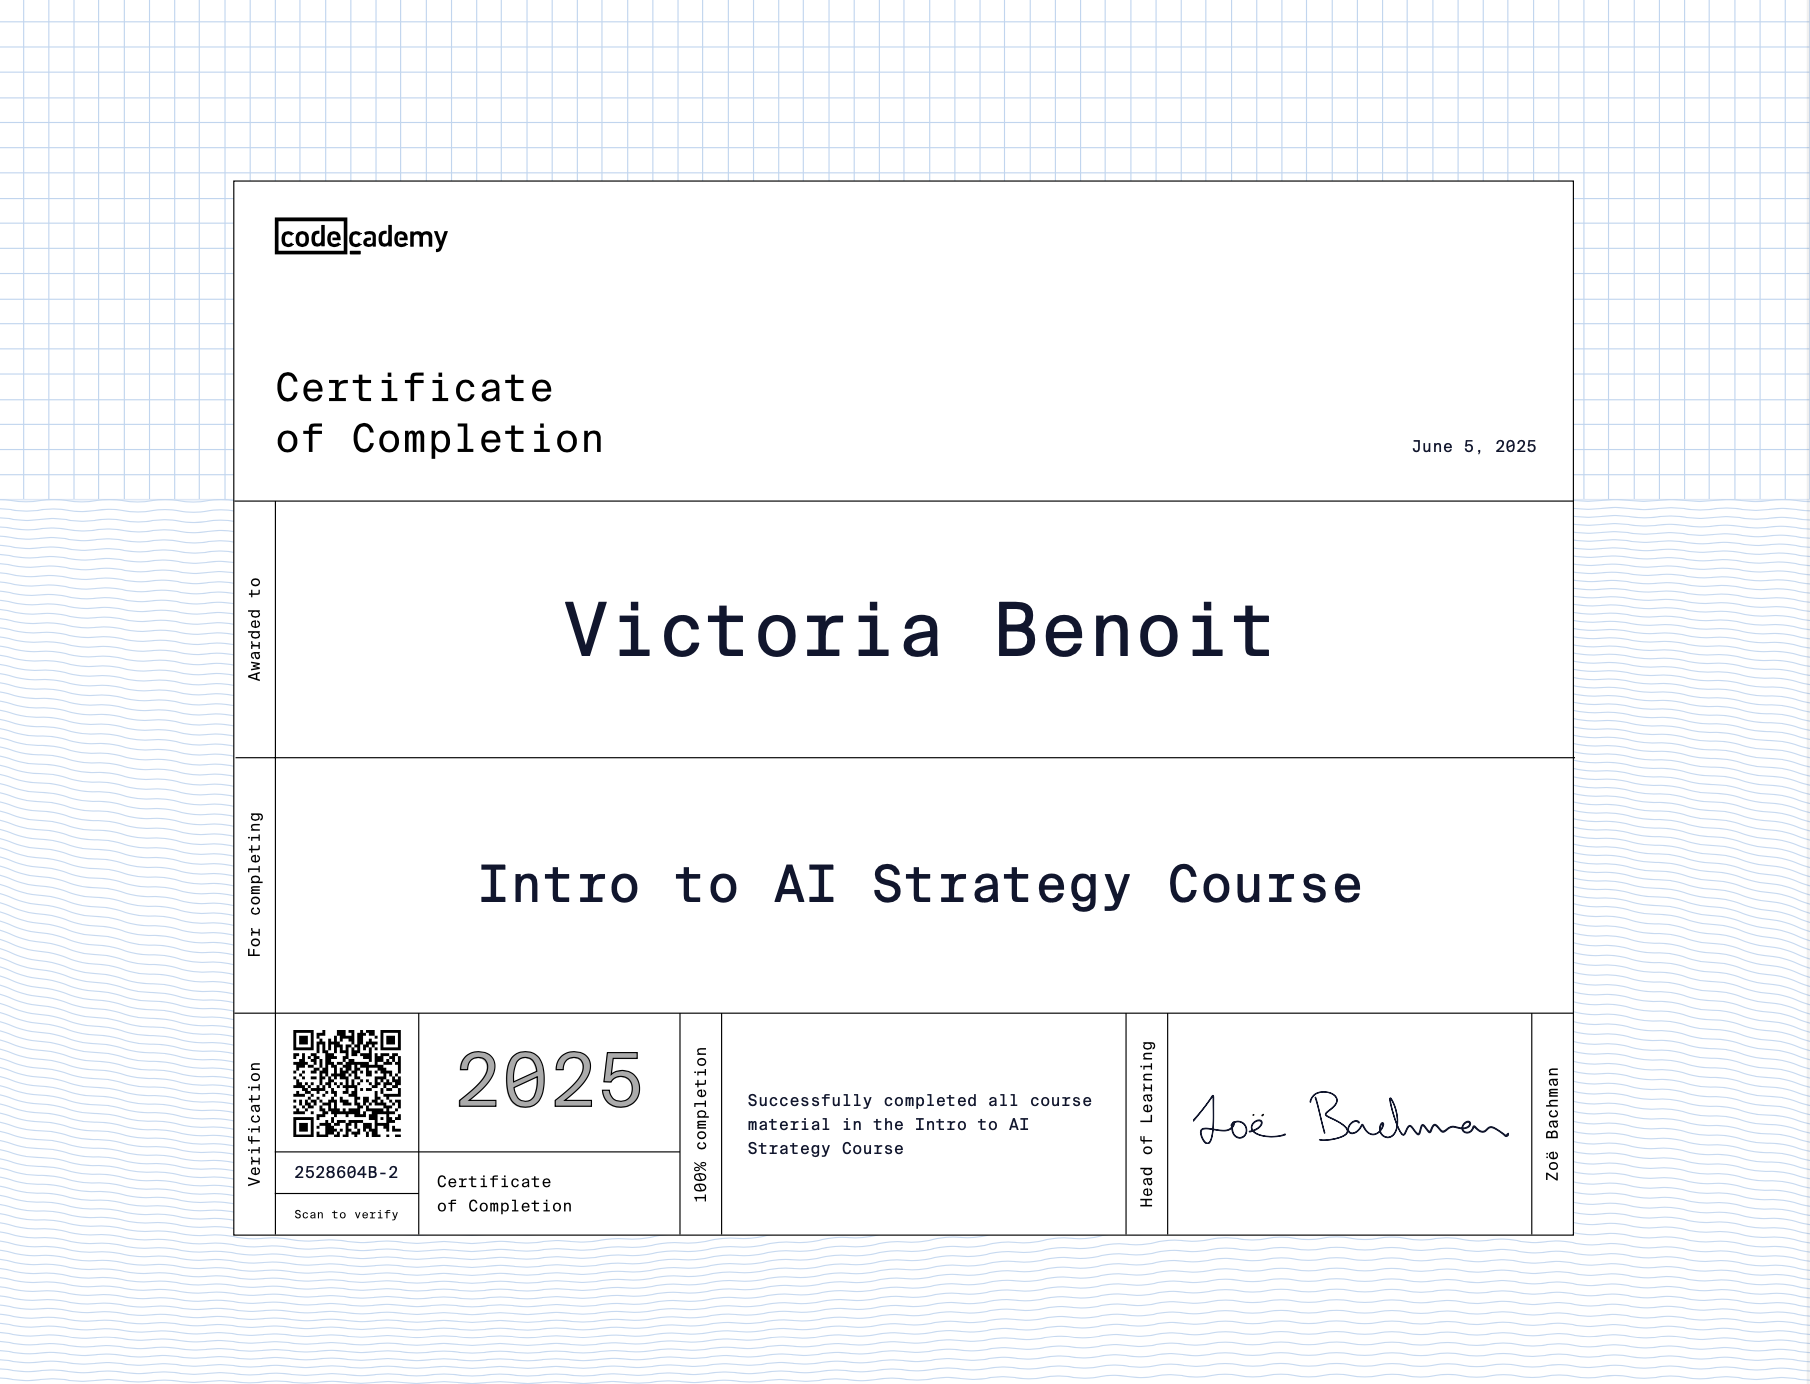 codecademy
Certificate
of Completion
June 5, 2025
Awarded to
Victoria Benoit
For completing
Intro to AI Strategy Course
Verification
2528604B-2
Scan to verify
2025
Certificate
of Completion
100% completion
Successfully completed all course
material in the Intro to AI
Strategy Course
Head of Learning
Zoë Bachman
Zoë Bachman